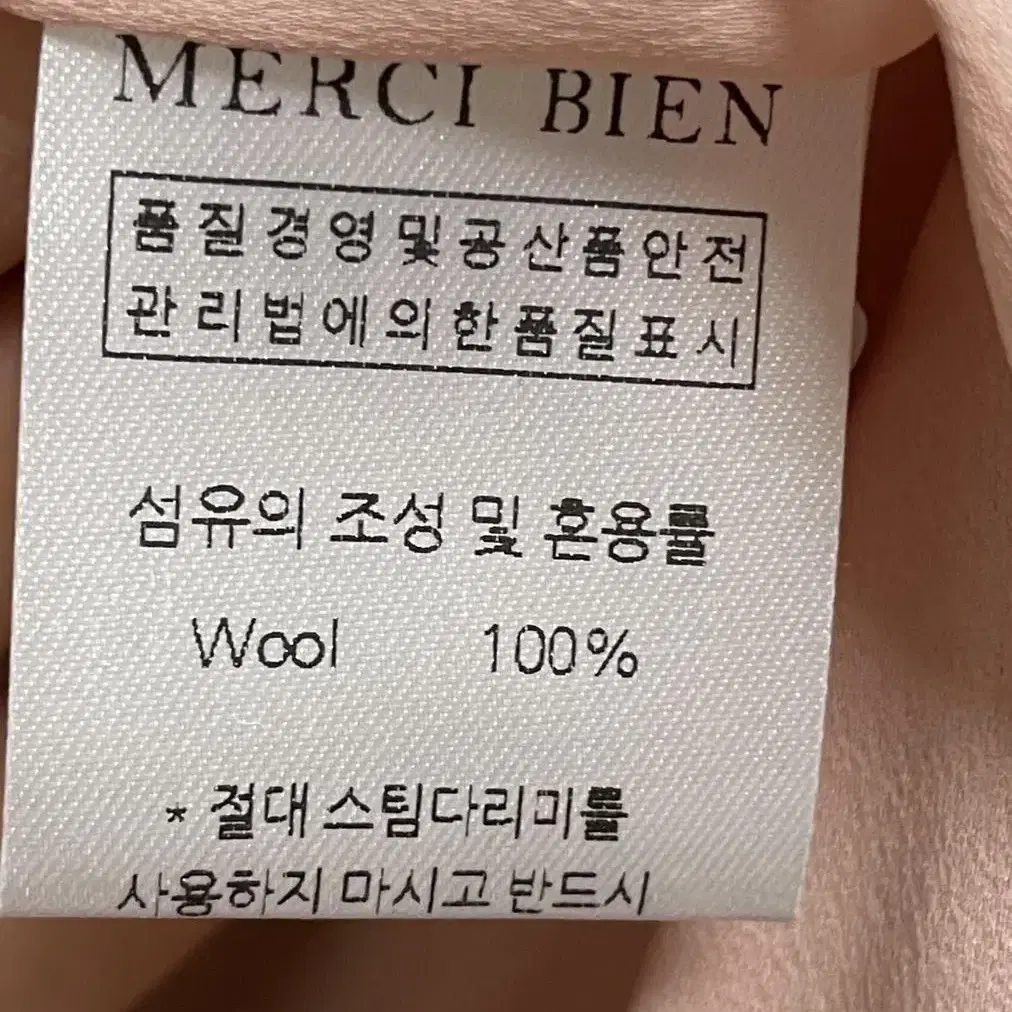 MERCI BIEN
품질경영및공산품안전
관리법에의한품질표시
섬유의 조성 및 혼용률
Wool 100%
* 절대 스팀다리미를
사용하지 마시고 반드시